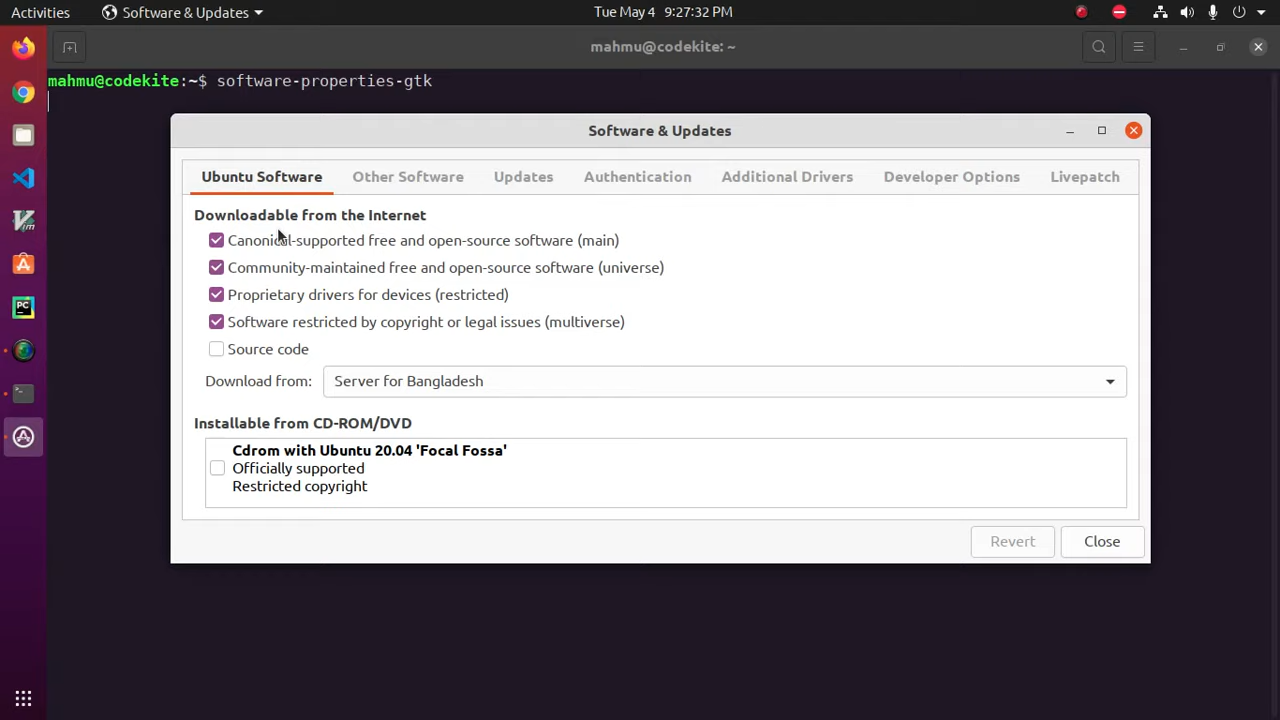 Activities
Software & Updates
Tue May 4 9:27:32 PM
mahmu@codekite: ~
mahmu@codekite:~$ software-properties-gtk
Software & Updates
Ubuntu Software
Other Software
Updates
Authentication
Additional Drivers
Developer Options
Livepatch
Downloadable from the Internet
Canonical-supported free and open-source software (main)
Community-maintained free and open-source software (universe)
Proprietary drivers for devices (restricted)
Software restricted by copyright or legal issues (multiverse)
Source code
Download from: Server for Bangladesh
Installable from CD-ROM/DVD
Cdrom with Ubuntu 20.04 'Focal Fossa'
Officially supported
Restricted copyright
Revert
Close